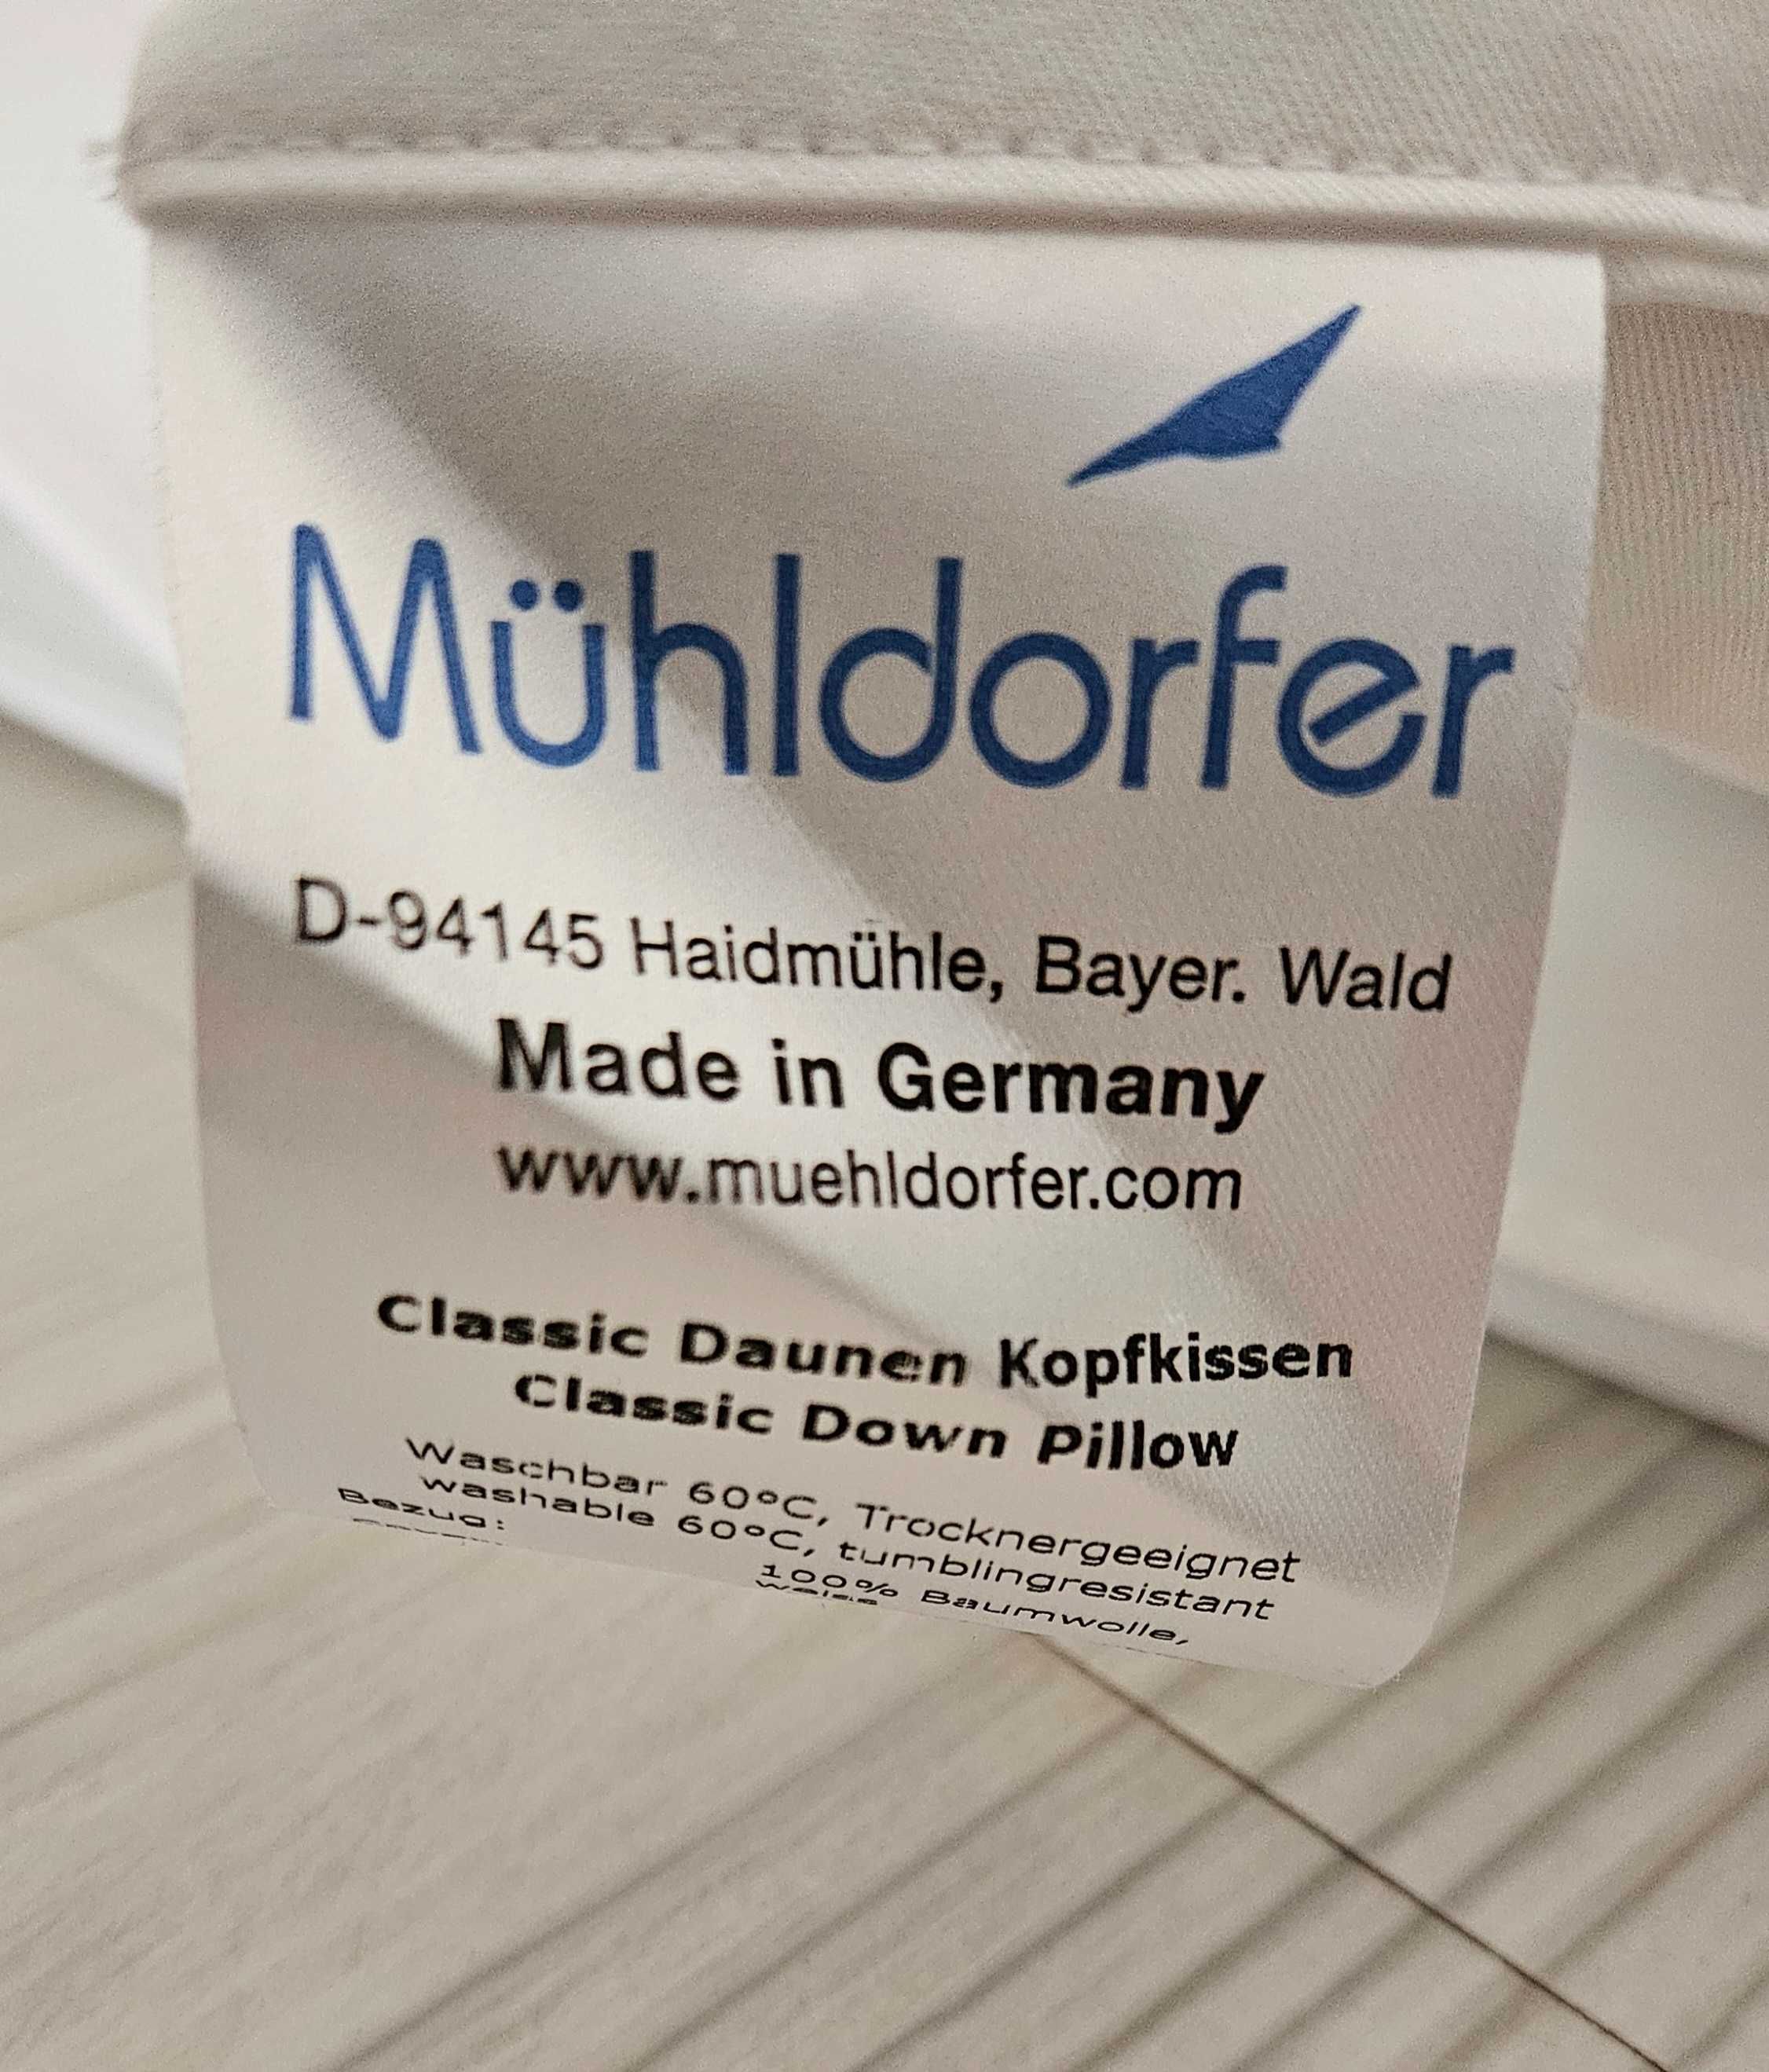 Mühldorfer
D-94145 Haidmühle, Bayer. Wald
Made in Germany
www.muehldorfer.com
Classic Daunen Kopfkissen
Classic Down Pillow
Waschbar 60°C, Trocknergeeignet
washable 60°C, tumblingresistant
Bezug: 100% Baumwolle,